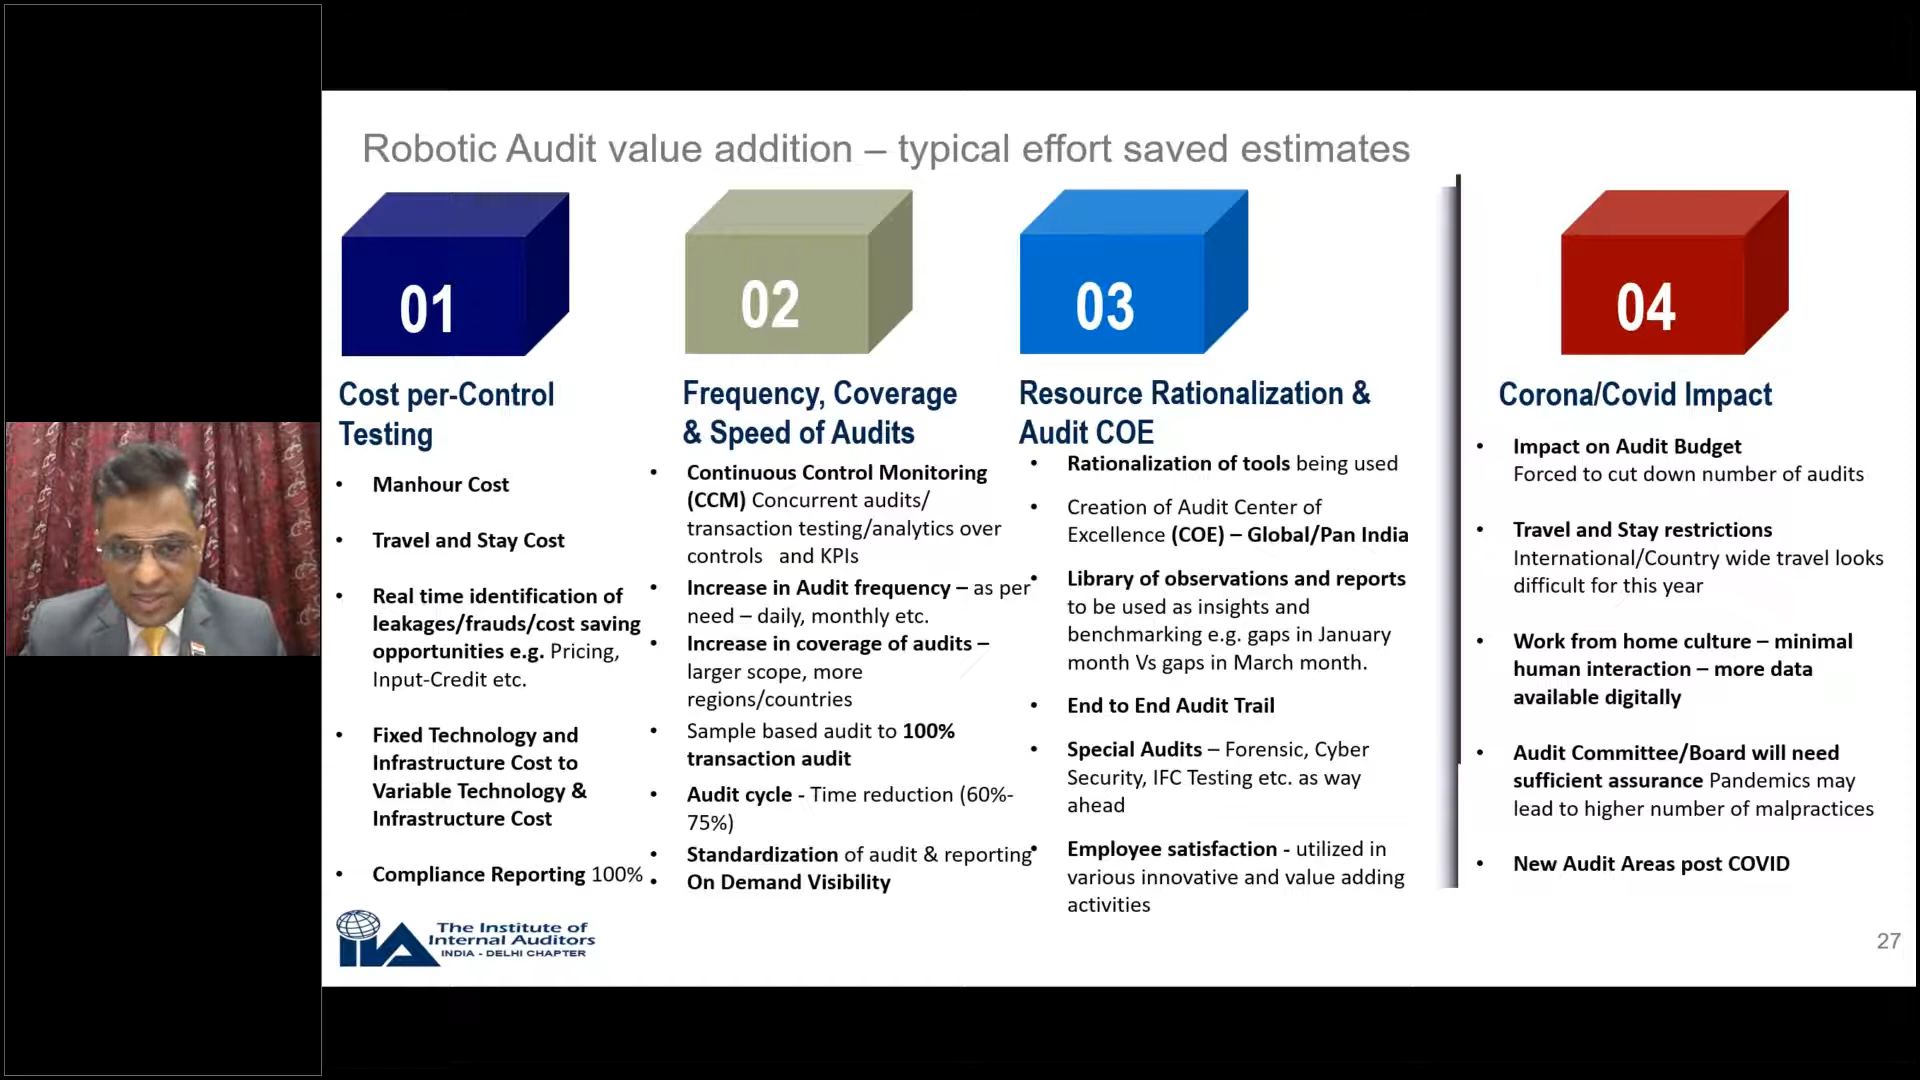 Robotic Audit value addition – typical effort saved estimates
01
Cost per-Control
Testing
• Manhour Cost
• Travel and Stay Cost
• Real time identification of
leakages/frauds/cost saving
opportunities e.g. Pricing,
Input-Credit etc.
• Fixed Technology and
Infrastructure Cost to
Variable Technology &
Infrastructure Cost
• Compliance Reporting 100%
02
Frequency, Coverage
& Speed of Audits
• Continuous Control Monitoring
(CCM) Concurrent audits/
transaction testing/analytics over
controls and KPIs
• Increase in Audit frequency – as per
need – daily, monthly etc.
• Increase in coverage of audits –
larger scope, more
regions/countries
• Sample based audit to 100%
transaction audit
• Audit cycle - Time reduction (60%-
75%)
• Standardization of audit & reporting
• On Demand Visibility
03
Resource Rationalization &
Audit COE
• Rationalization of tools being used
• Creation of Audit Center of
Excellence (COE) – Global/Pan India
• Library of observations and reports
to be used as insights and
benchmarking e.g. gaps in January
month Vs gaps in March month.
• End to End Audit Trail
• Special Audits – Forensic, Cyber
Security, IFC Testing etc. as way
ahead
• Employee satisfaction - utilized in
various innovative and value adding
activities
04
Corona/Covid Impact
• Impact on Audit Budget
Forced to cut down number of audits
• Travel and Stay restrictions
International/Country wide travel looks
difficult for this year
• Work from home culture – minimal
human interaction – more data
available digitally
• Audit Committee/Board will need
sufficient assurance Pandemics may
lead to higher number of malpractices
• New Audit Areas post COVID
IIA
The Institute of
Internal Auditors
INDIA - DELHI CHAPTER
27